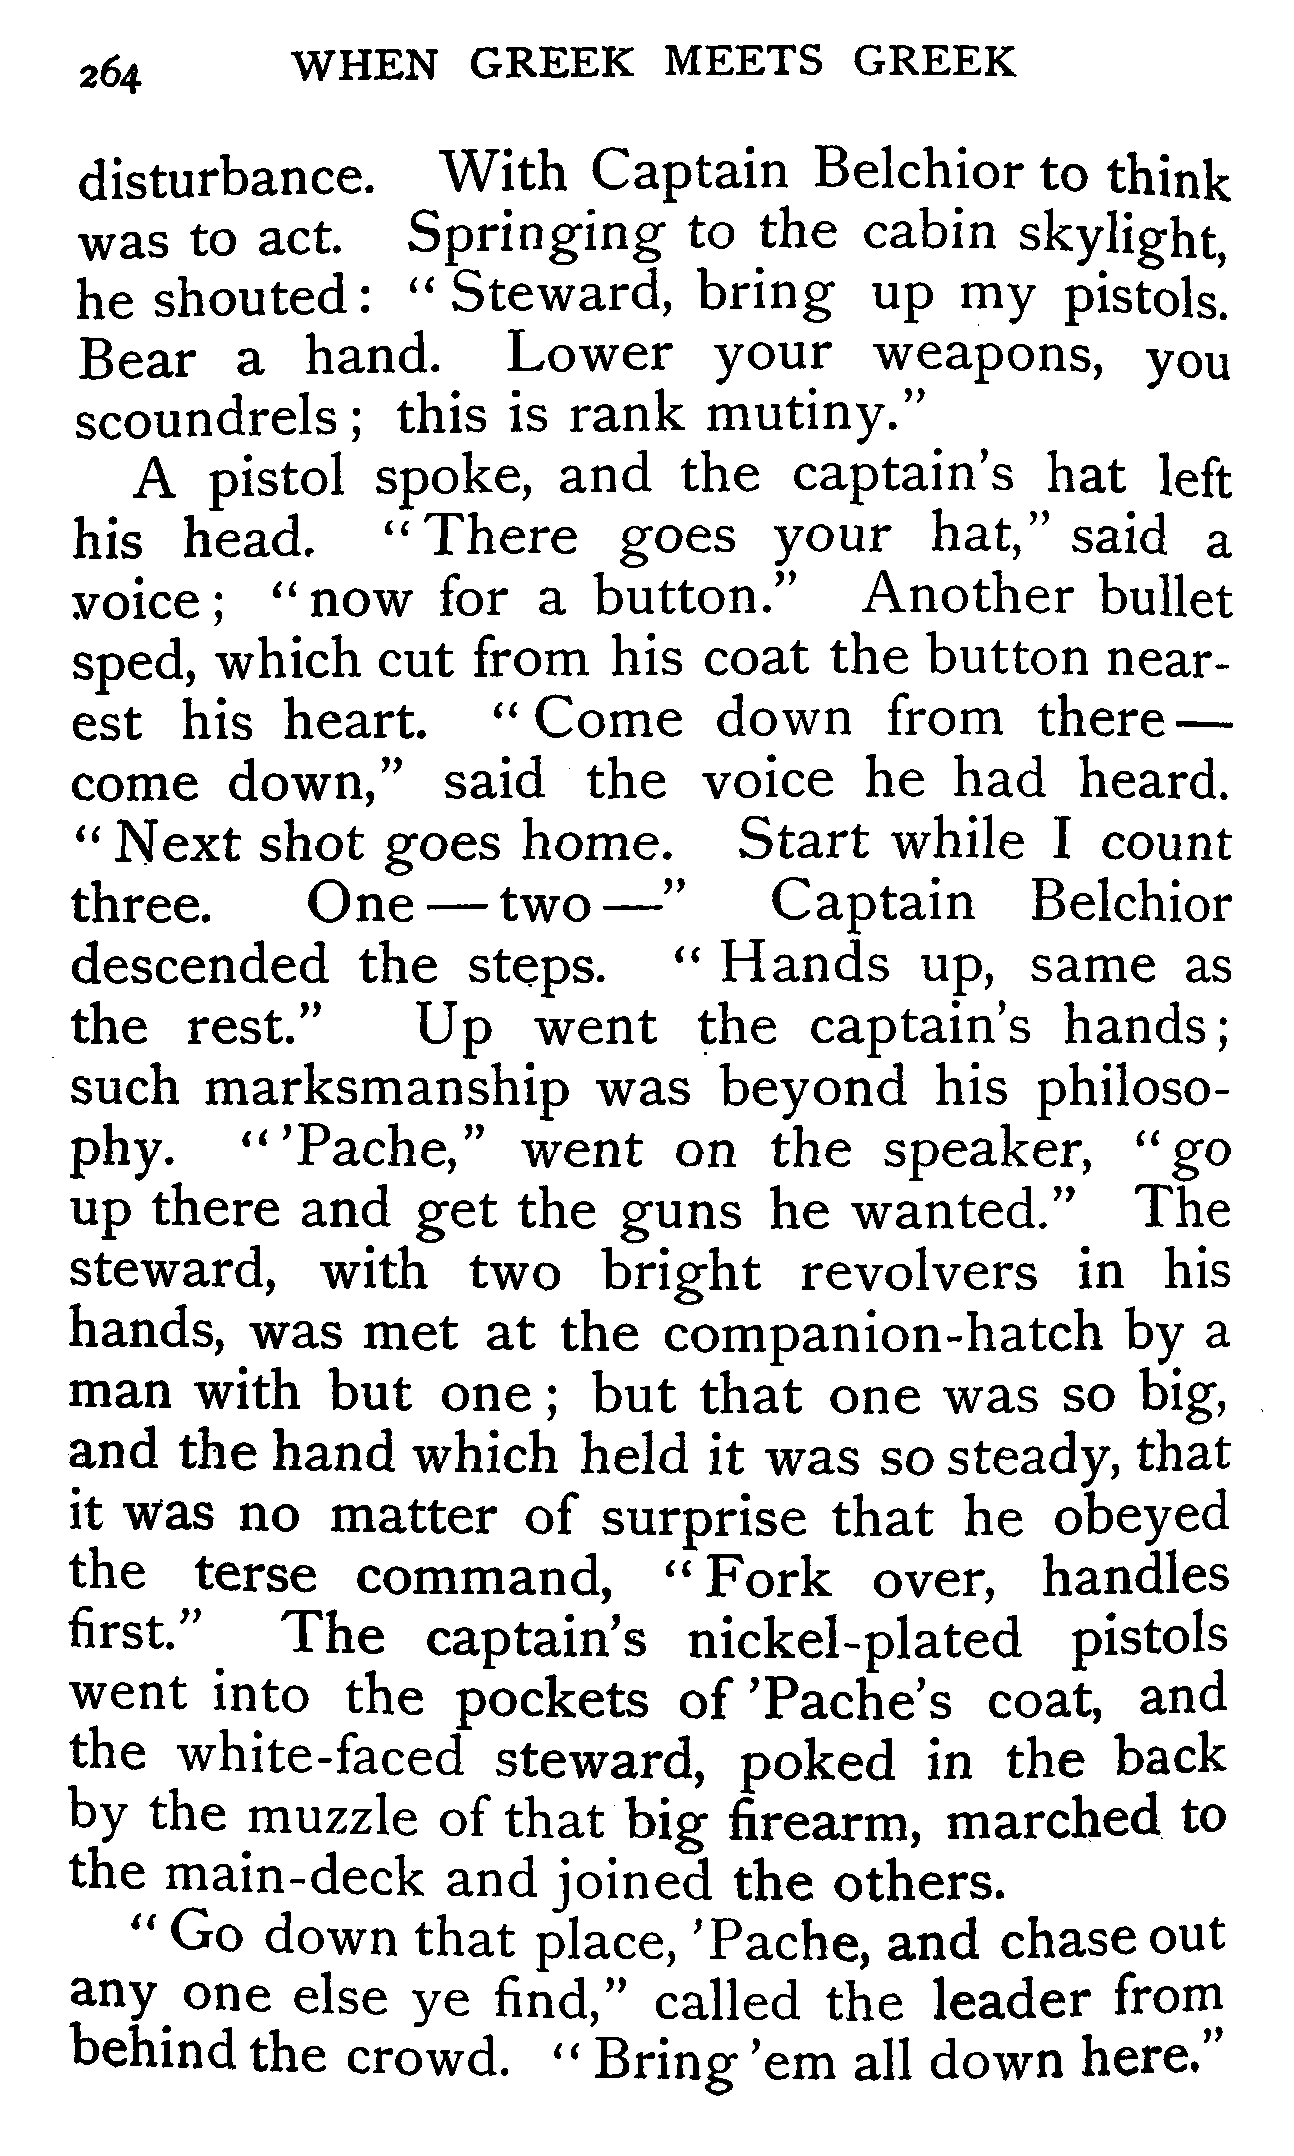 264 WHEN GREEK MEETS GREEK
disturbance. With Captain Belchior to think
was to act. Springing to the cabin skylight,
he shouted: "Steward, bring up my pistols.
Bear a hand. Lower your weapons, you
scoundrels; this is rank mutiny."
A pistol spoke, and the captain's hat left
his head. "There goes your hat," said a
voice; "now for a button." Another bullet
sped, which cut from his coat the button near-
est his heart. "Come down from there—
come down," said the voice he had heard.
"Next shot goes home. Start while I count
three. One—two—" Captain Belchior
descended the steps. "Hands up, same as
the rest." Up went the captain's hands;
such marksmanship was beyond his philoso-
phy. "'Pache," went on the speaker, "go
up there and get the guns he wanted." The
steward, with two bright revolvers in his
hands, was met at the companion-hatch by a
man with but one; but that one was so big,
and the hand which held it was so steady, that
it was no matter of surprise that he obeyed
the terse command, "Fork over, handles
first." The captain's nickel-plated pistols
went into the pockets of 'Pache's coat, and
the white-faced steward, poked in the back
by the muzzle of that big firearm, marched to
the main-deck and joined the others.
"Go down that place, 'Pache, and chase out
any one else ye find," called the leader from
behind the crowd. "Bring 'em all down here."